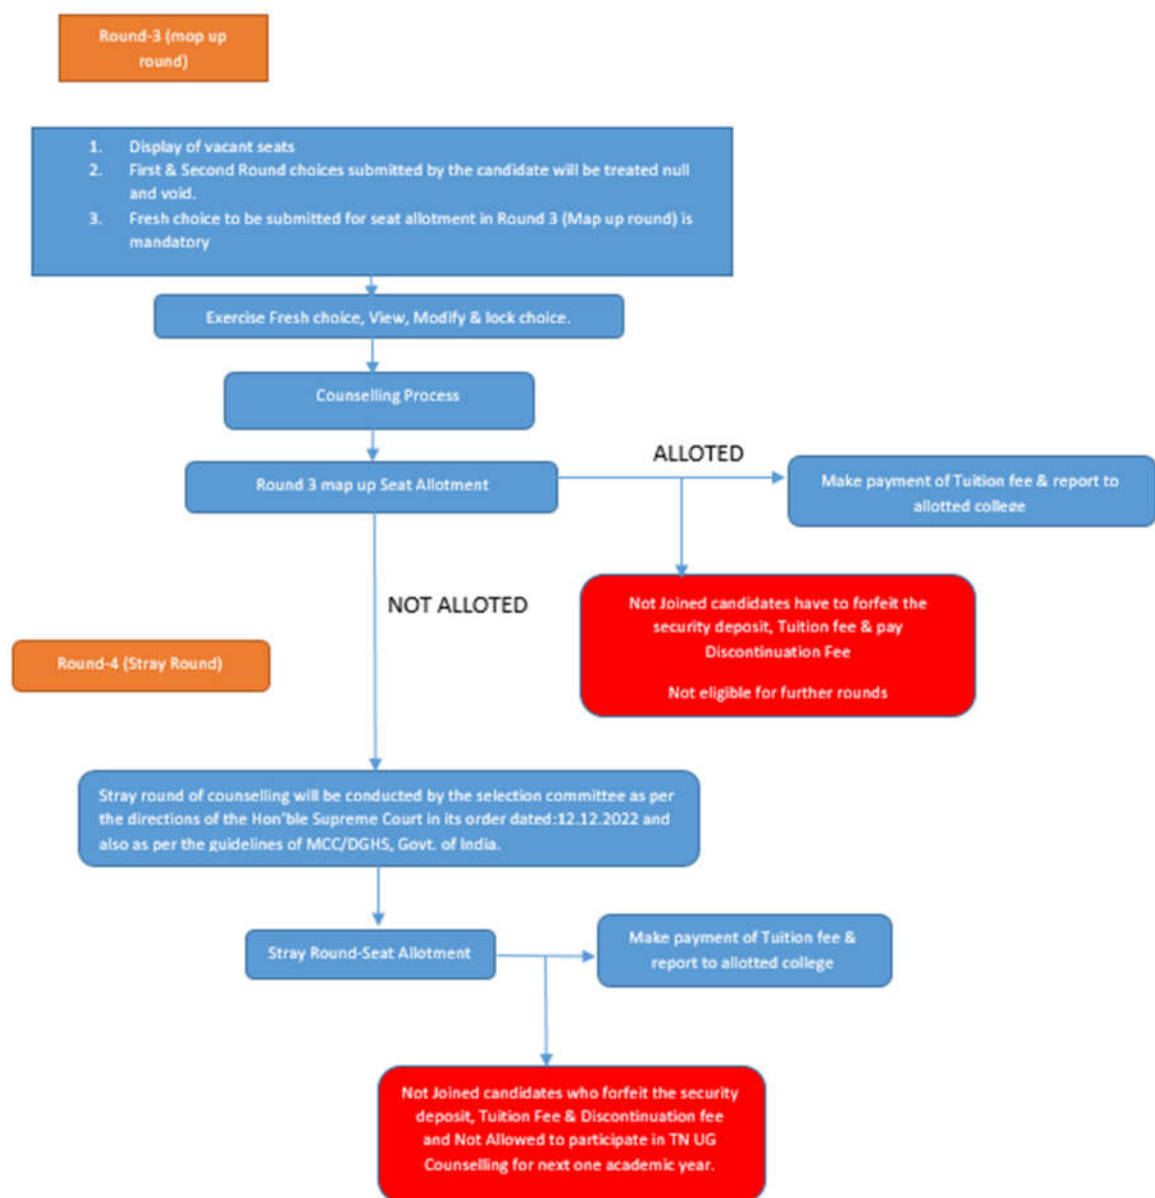 Round-3 (mop up
round)
1. Display of vacant seats
2. First & Second Round choices submitted by the candidate will be treated null
and void.
3. Fresh choice to be submitted for seat allotment in Round 3 (Map up round) is
mandatory
Exercise Fresh choice, View, Modify & lock choice.
Counselling Process
Round 3 map up Seat Allotment
ALLOTED
Make payment of Tuition fee & report to
allotted college
Not Joined candidates have to forfeit the
security deposit, Tuition fee & pay
Discontinuation Fee
Not eligible for further rounds
NOT ALLOTED
Round-4 (Stray Round)
Stray round of counselling will be conducted by the selection committee as per
the directions of the Hon'ble Supreme Court in its order dated:12.12.2022 and
also as per the guidelines of MCC/DGHS, Govt. of India.
Stray Round-Seat Allotment
Make payment of Tuition fee &
report to allotted college
Not Joined candidates who forfeit the security
deposit, Tuition Fee & Discontinuation fee
and Not Allowed to participate in TN UG
Counselling for next one academic year.